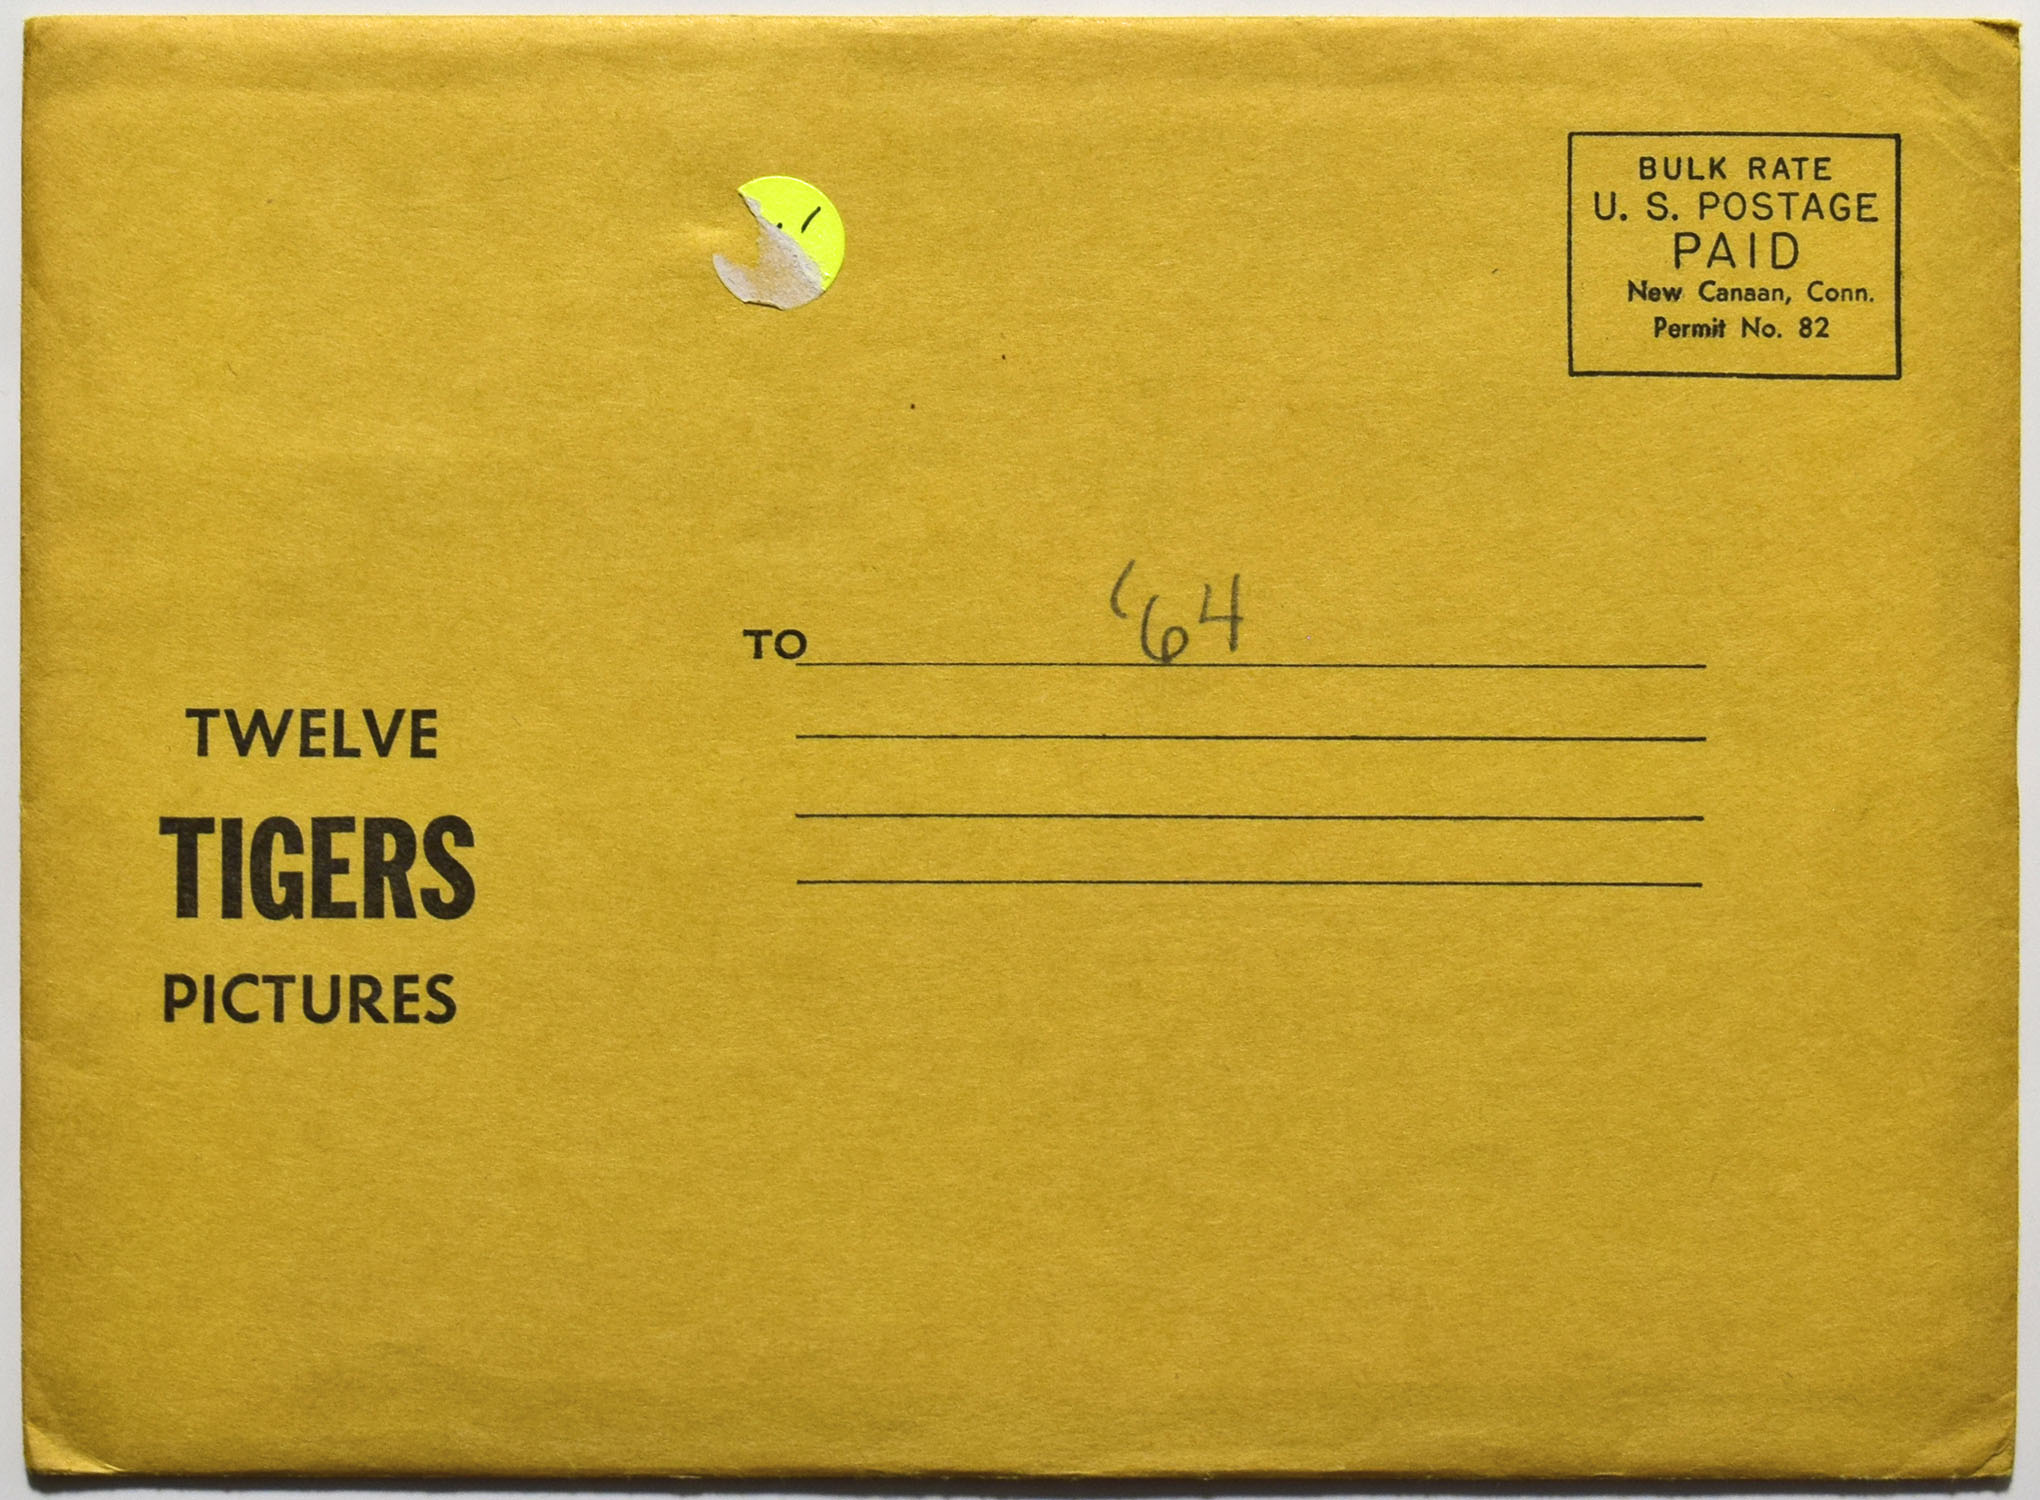 BULK RATE
U. S. POSTAGE
PAID
New Canaan, Conn.
Permit No. 82
'64
TO
TWELVE
TIGERS
PICTURES